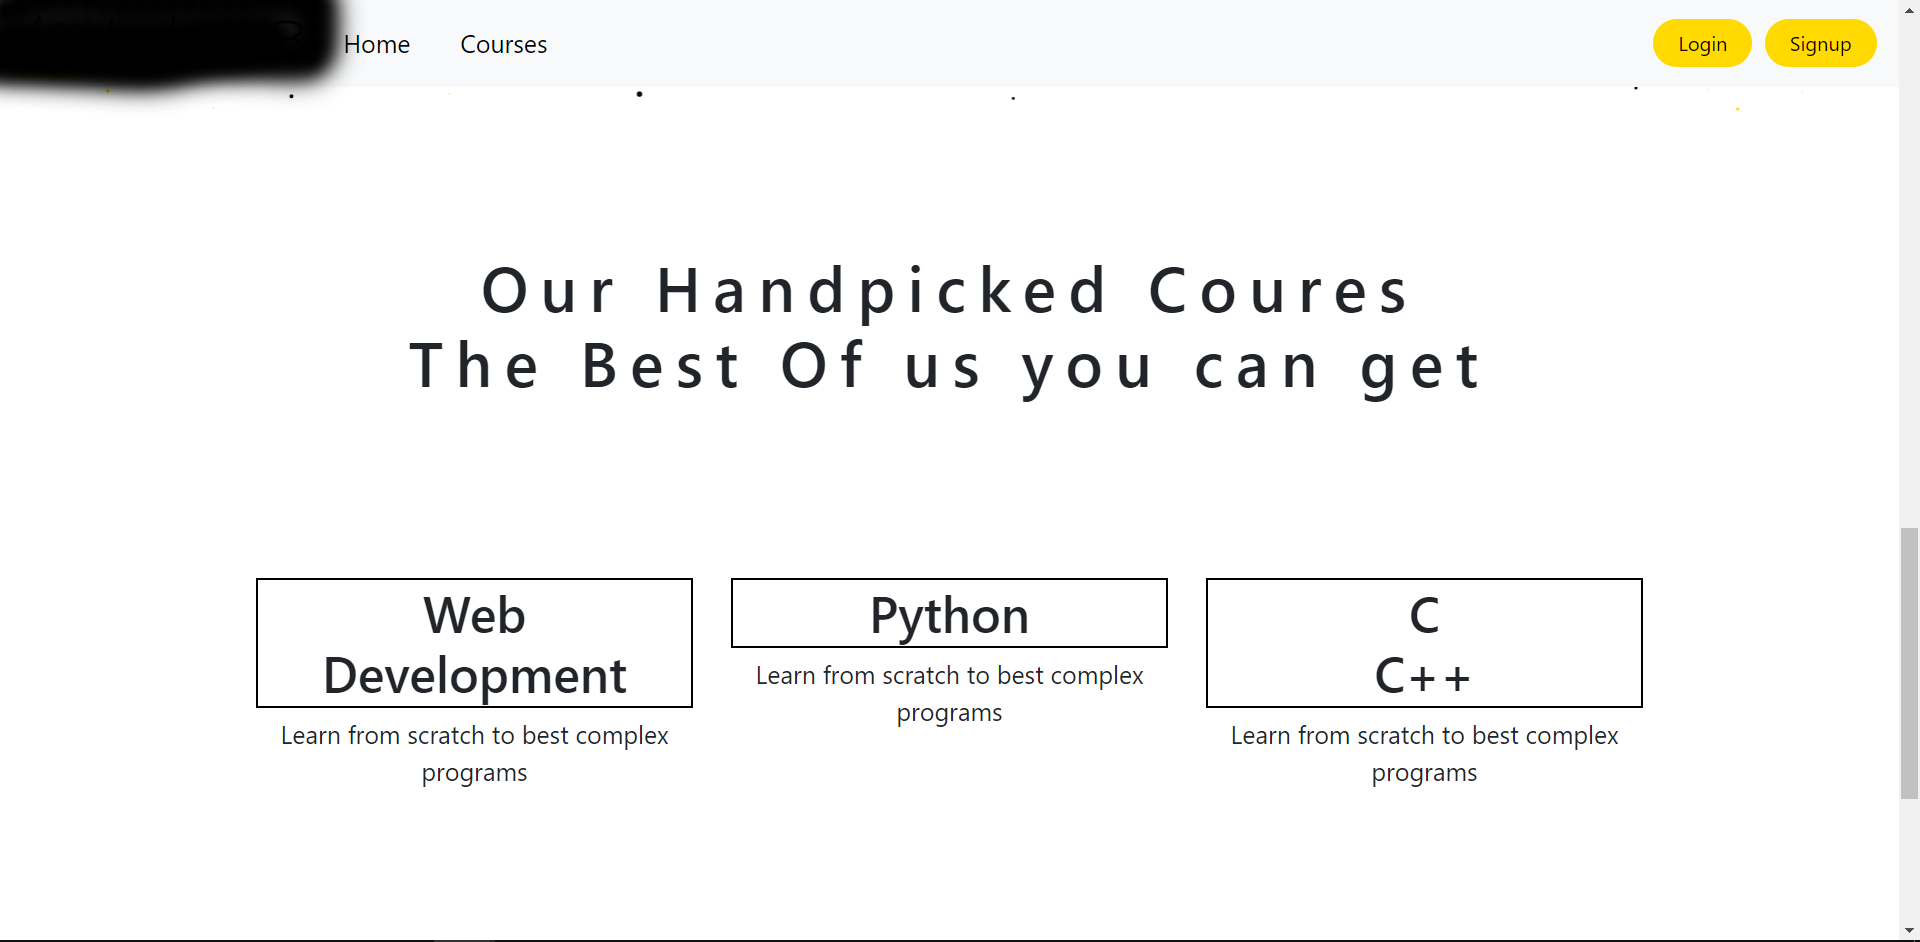 Home
Courses
Login
Signup
Our Handpicked Coures
The Best Of us you can get
Web
Development
Learn from scratch to best complex
programs
Python
Learn from scratch to best complex
programs
C
C++
Learn from scratch to best complex
programs